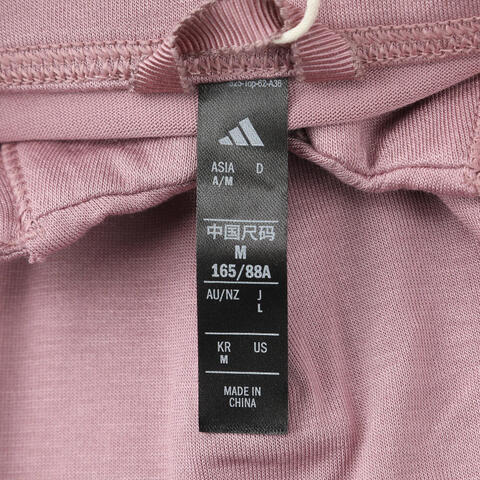 ASIA D
A/M
中国尺码
M
165/88A
AU/NZ J
L
KR US
M
MADE IN
CHINA